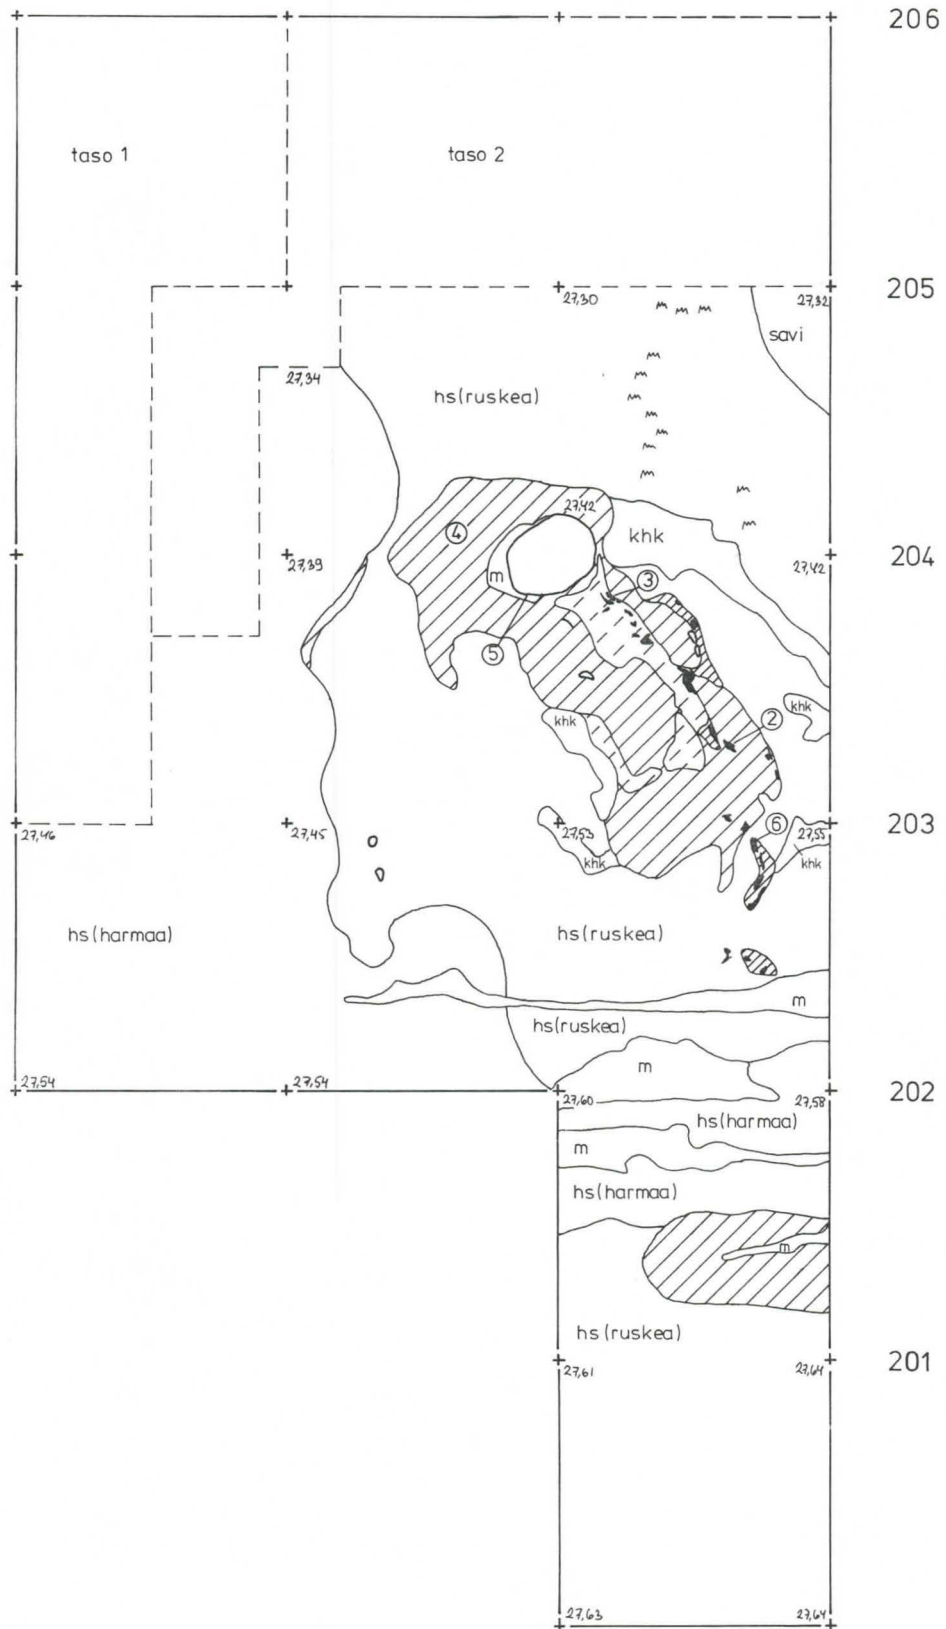 206
taso 1
taso 2
205
27,30
27,32
savi
27,34
hs(ruskea)
27,42
④
khk
m
204
27,39
27,42
③
⑤
khk
②
khk
⑥
203
27,46
27,45
27,53
27,55
khk
khk
hs(harmaa)
hs(ruskea)
m
hs(ruskea)
m
202
27,54
27,54
27,60
27,58
hs(harmaa)
m
hs(harmaa)
m
hs(ruskea)
201
27,61
27,64
27,63
27,64